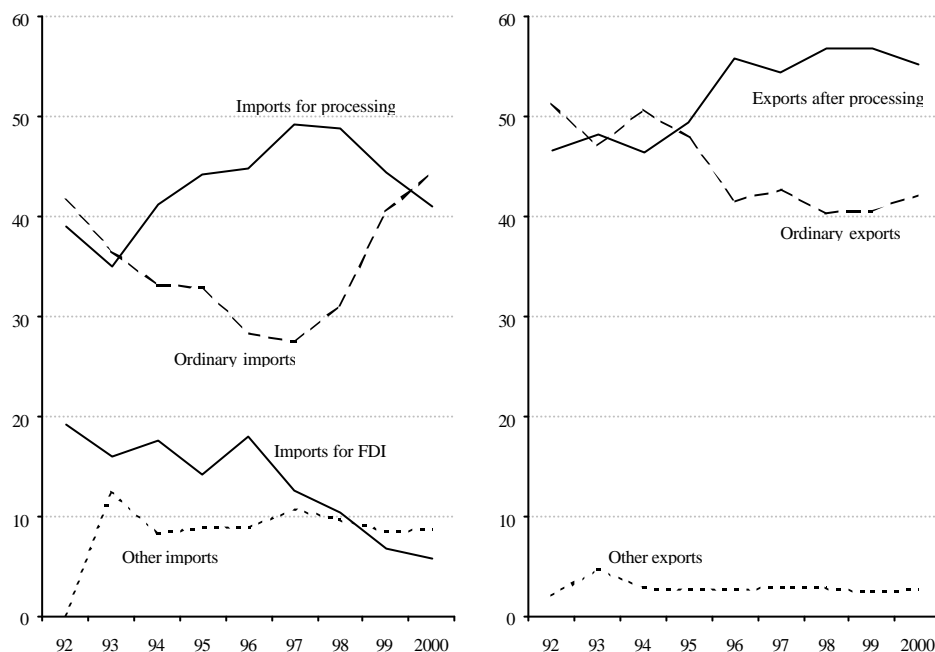 60
50
40
30
20
10
0
Imports for processing
Ordinary imports
Imports for FDI
Other imports
92 93 94 95 96 97 98 99 2000
60
50
40
30
20
10
0
Exports after processing
Ordinary exports
Other exports
92 93 94 95 96 97 98 99 2000